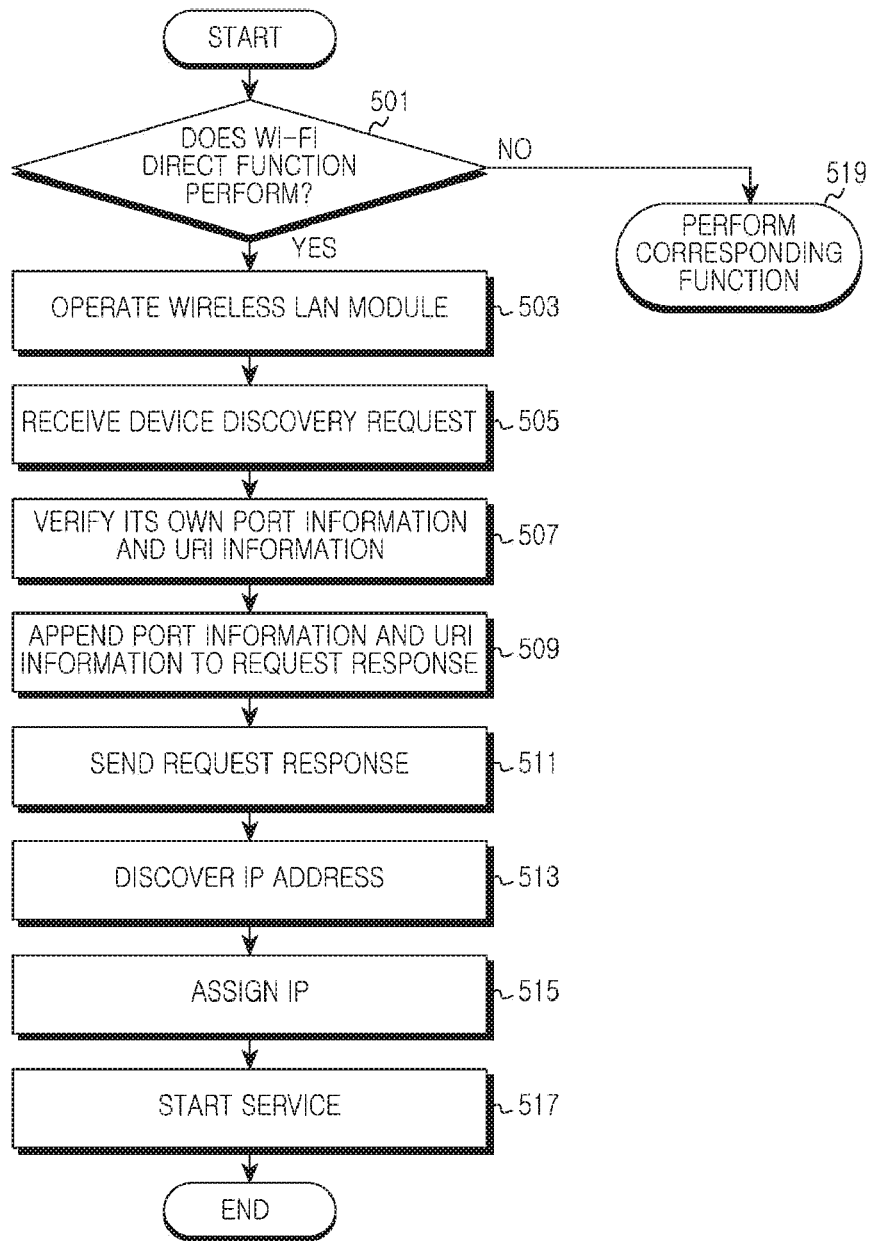 START
501
DOES WI-FI
DIRECT FUNCTION
PERFORM?
NO
519
PERFORM
CORRESPONDING
FUNCTION
YES
OPERATE WIRELESS LAN MODULE
503
RECEIVE DEVICE DISCOVERY REQUEST
505
VERIFY ITS OWN PORT INFORMATION
AND URI INFORMATION
507
APPEND PORT INFORMATION AND URI
INFORMATION TO REQUEST RESPONSE
509
SEND REQUEST RESPONSE
511
DISCOVER IP ADDRESS
513
ASSIGN IP
515
START SERVICE
517
END